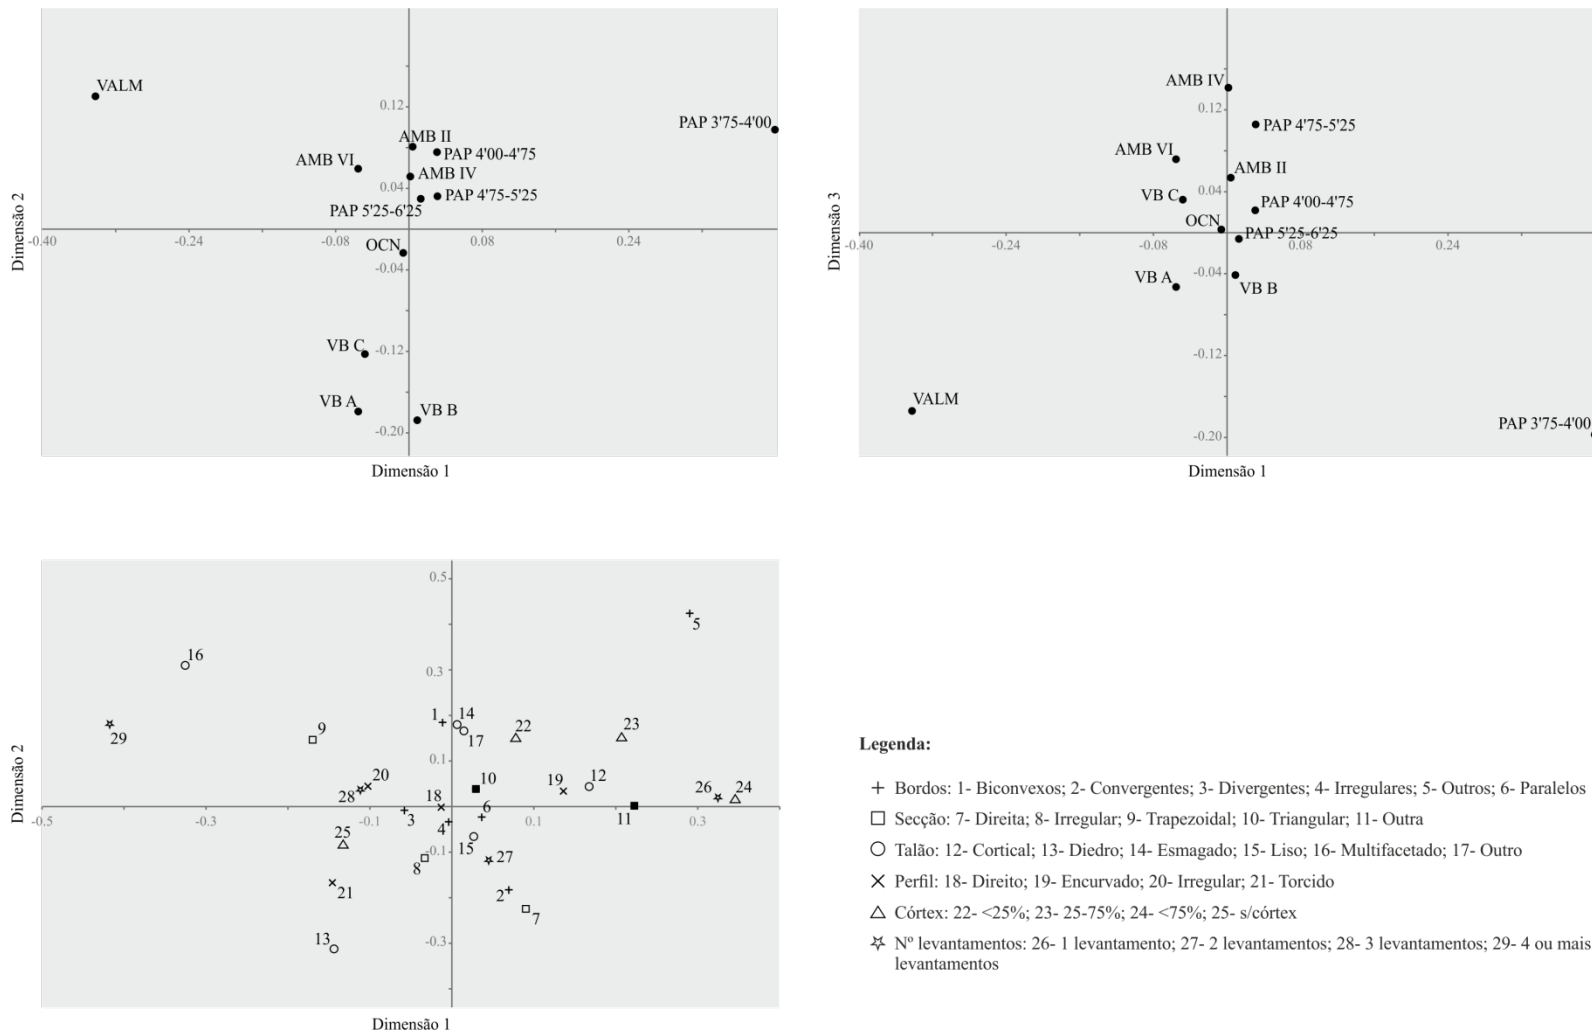 VALM
0.12
PAP 3'75-4'00
AMB II
PAP 4'00-4'75
AMB VI
AMB IV
0.04
PAP 4'75-5'25
PAP 5'25-6'25
-0.40
-0.24
-0.08
0.08
0.24
OCN
-0.04
VB C
-0.12
VB A
VB B
-0.20
Dimensão 2
Dimensão 1
AMB IV
0.12
PAP 4'75-5'25
AMB VI
AMB II
VB C
0.04
PAP 4'00-4'75
OCN
PAP 5'25-6'25
-0.40
-0.24
-0.08
0.08
0.24
-0.04
VB A
VB B
-0.12
VALM
PAP 3'75-4'00
-0.20
Dimensão 3
Dimensão 1
0.5
5
16
0.3
1
14
22
23
9
17
29
0.1
20
10
19
12
26
24
28
18
6
-0.5
-0.3
-0.1
3
4
0.1
11
0.3
25
15
-0.1
27
8
21
2
7
13
-0.3
Dimensão 2
Dimensão 1
Legenda:
Bordos: 1- Biconvexos; 2- Convergentes; 3- Divergentes; 4- Irregulares; 5- Outros; 6- Paralelos
Secção: 7- Direita; 8- Irregular; 9- Trapezoidal; 10- Triangular; 11- Outra
Talão: 12- Cortical; 13- Diedro; 14- Esmagado; 15- Liso; 16- Multifacetado; 17- Outro
Perfil: 18- Direito; 19- Encurvado; 20- Irregular; 21- Torcido
Córtex: 22- <25%; 23- 25-75%; 24- <75%; 25- s/córtex
Nº levantamentos: 26- 1 levantamento; 27- 2 levantamentos; 28- 3 levantamentos; 29- 4 ou mais
levantamentos